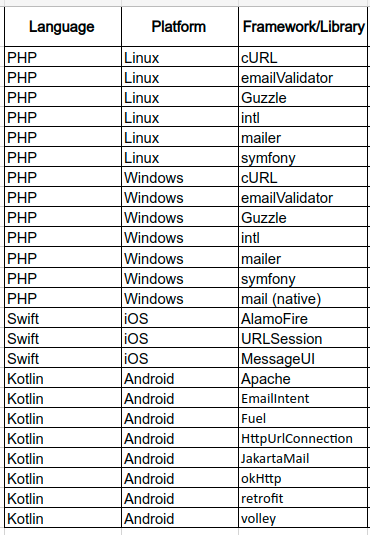 Language Platform Framework/Library
PHP Linux cURL
PHP Linux emailValidator
PHP Linux Guzzle
PHP Linux intl
PHP Linux mailer
PHP Linux symfony
PHP Windows cURL
PHP Windows emailValidator
PHP Windows Guzzle
PHP Windows intl
PHP Windows mailer
PHP Windows symfony
PHP Windows mail (native)
Swift iOS AlamoFire
Swift iOS URLSession
Swift iOS MessageUI
Kotlin Android Apache
Kotlin Android EmailIntent
Kotlin Android Fuel
Kotlin Android HttpUrlConnection
Kotlin Android JakartaMail
Kotlin Android okHttp
Kotlin Android retrofit
Kotlin Android volley